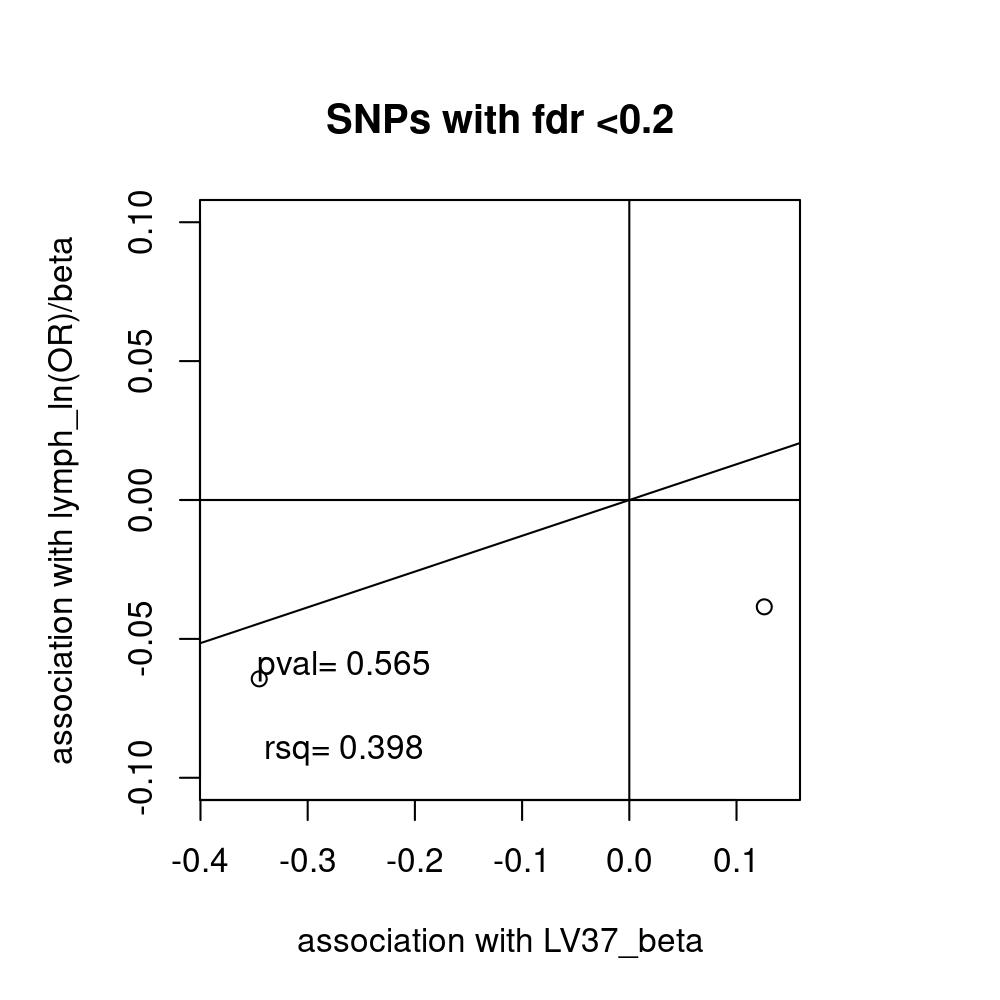 SNPs with fdr <0.2
association with lymph_ln(OR)/beta
0.10
0.05
0.00
-0.05
-0.10
pval= 0.565
rsq= 0.398
-0.4 -0.3 -0.2 -0.1 0.0 0.1
association with LV37_beta